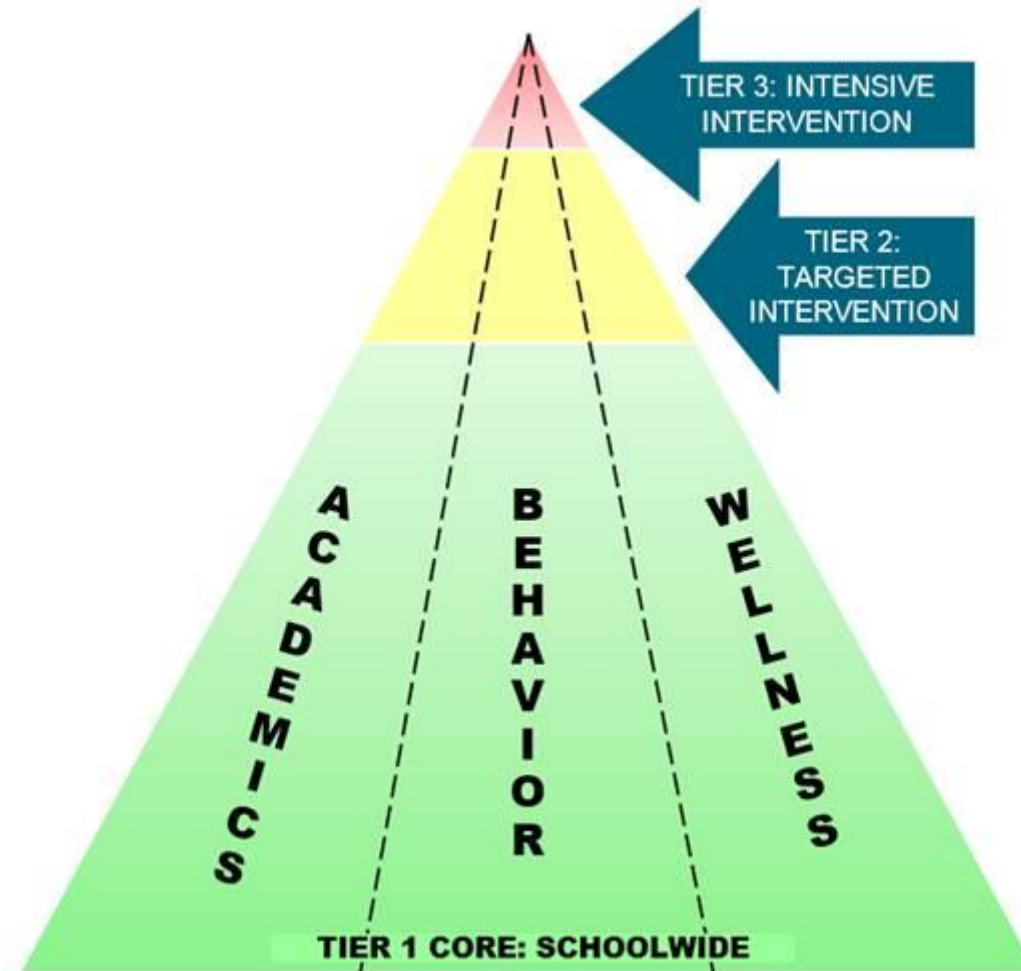 TIER 3: INTENSIVE
INTERVENTION
TIER 2:
TARGETED
INTERVENTION
ACADEMICS
BEHAVIOR
WELLNESS
TIER 1 CORE: SCHOOLWIDE